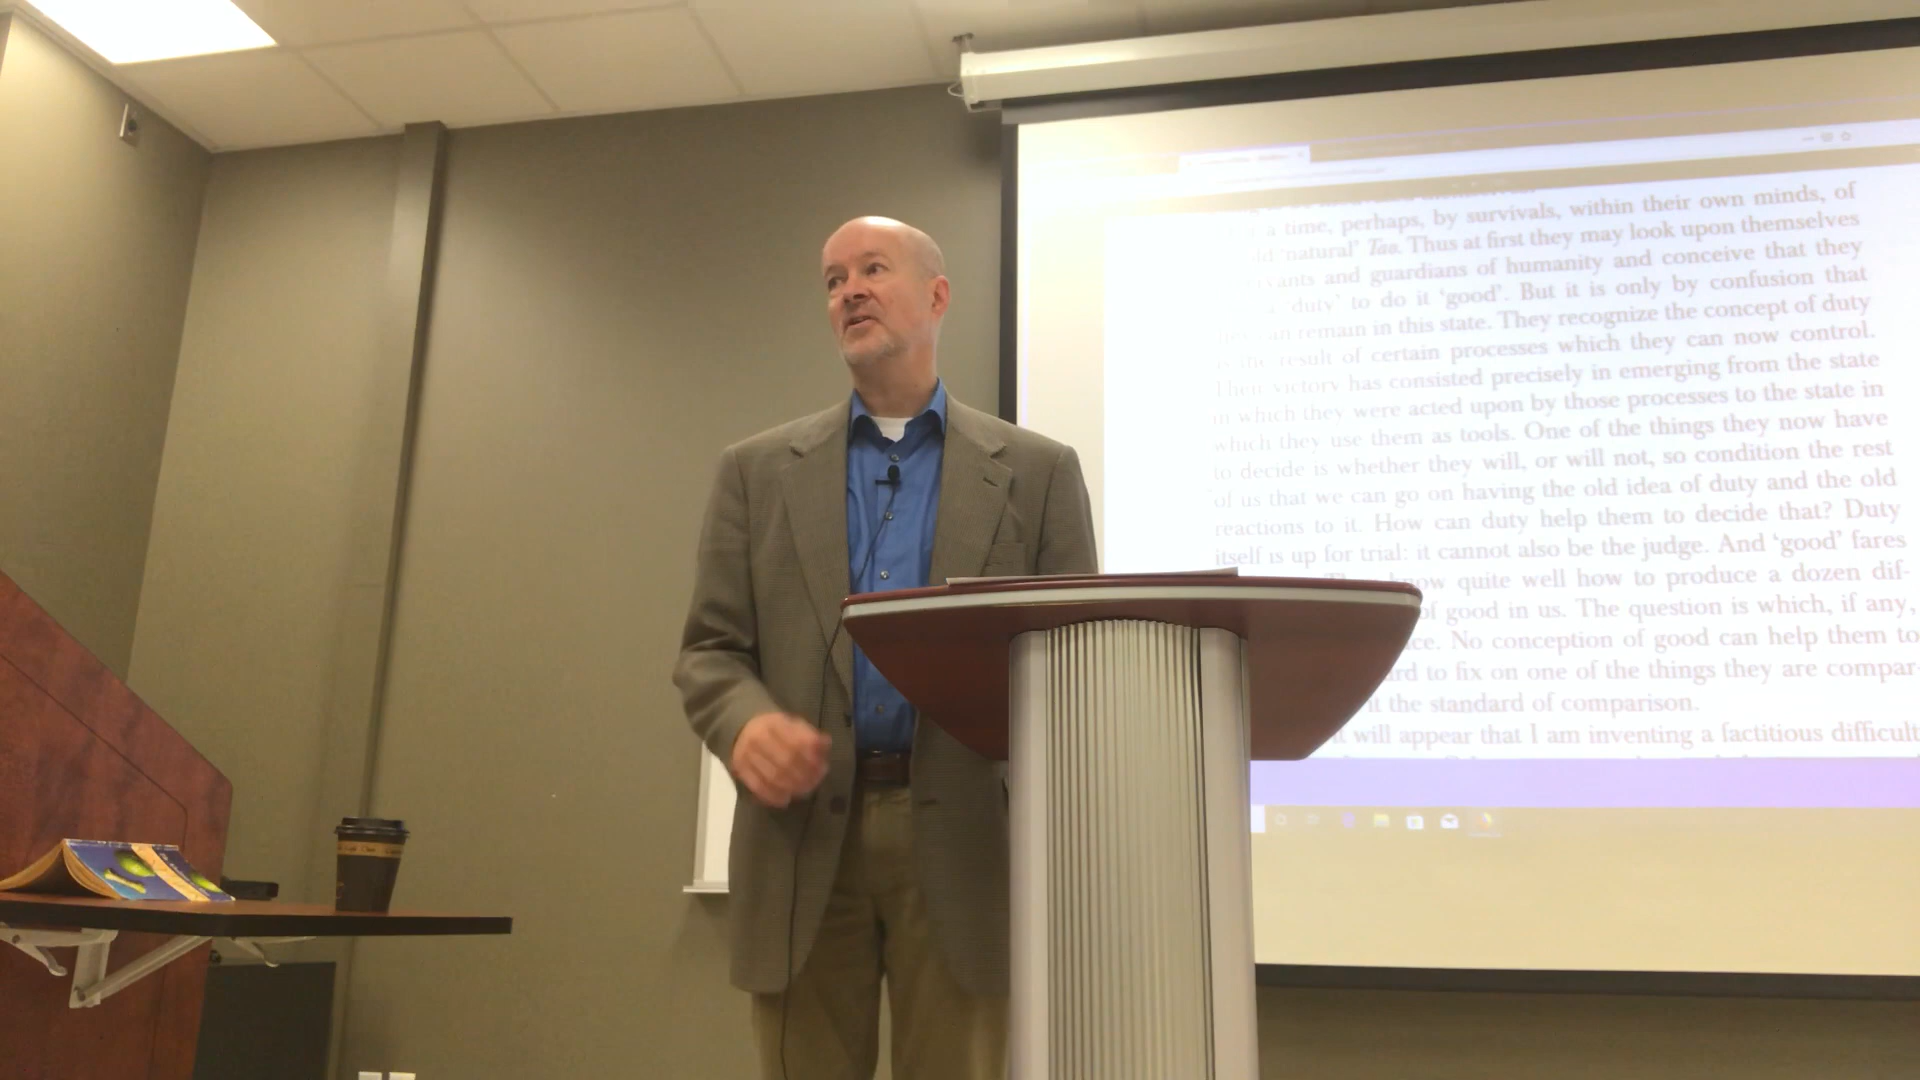 a time, perhaps, by survivals, within their own minds, of
'natural' Tao. Thus at first they may look upon themselves
and guardians of humanity and conceive that they
'duty' to do it 'good'. But it is only by confusion that
remain in this state. They recognize the concept of duty
the result of certain processes which they can now control.
Their victory has consisted precisely in emerging from the state
in which they were acted upon by those processes to the state in
which they use them as tools. One of the things they now have
to decide is whether they will, or will not, so condition the rest
of us that we can go on having the old idea of duty and the old
reactions to it. How can duty help them to decide that? Duty
itself is up for trial: it cannot also be the judge. And 'good' fares
know quite well how to produce a dozen dif-
of good in us. The question is which, if any,
No conception of good can help them to
to fix on one of the things they are compar-
it the standard of comparison.
will appear that I am inventing a factitious difficult